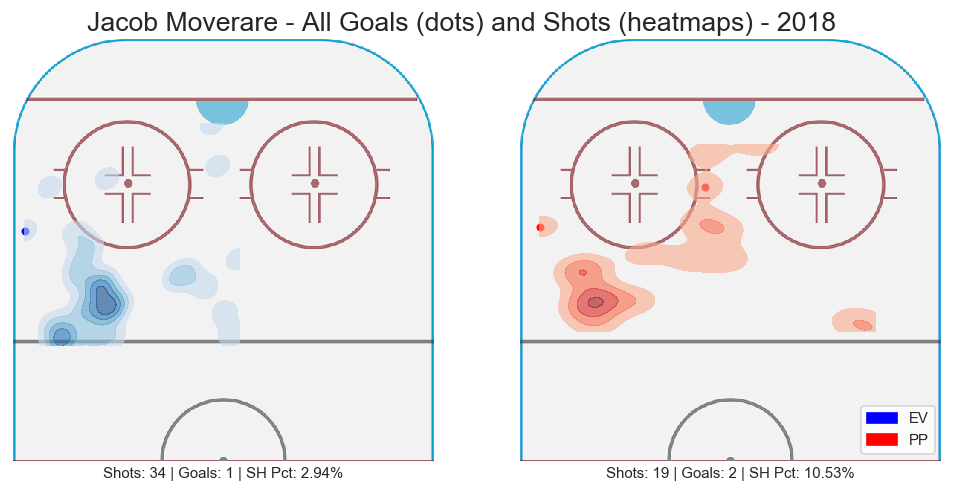 Jacob Moverare - All Goals (dots) and Shots (heatmaps) - 2018
EV
PP
Shots: 34 | Goals: 1 | SH Pct: 2.94%
Shots: 19 | Goals: 2 | SH Pct: 10.53%